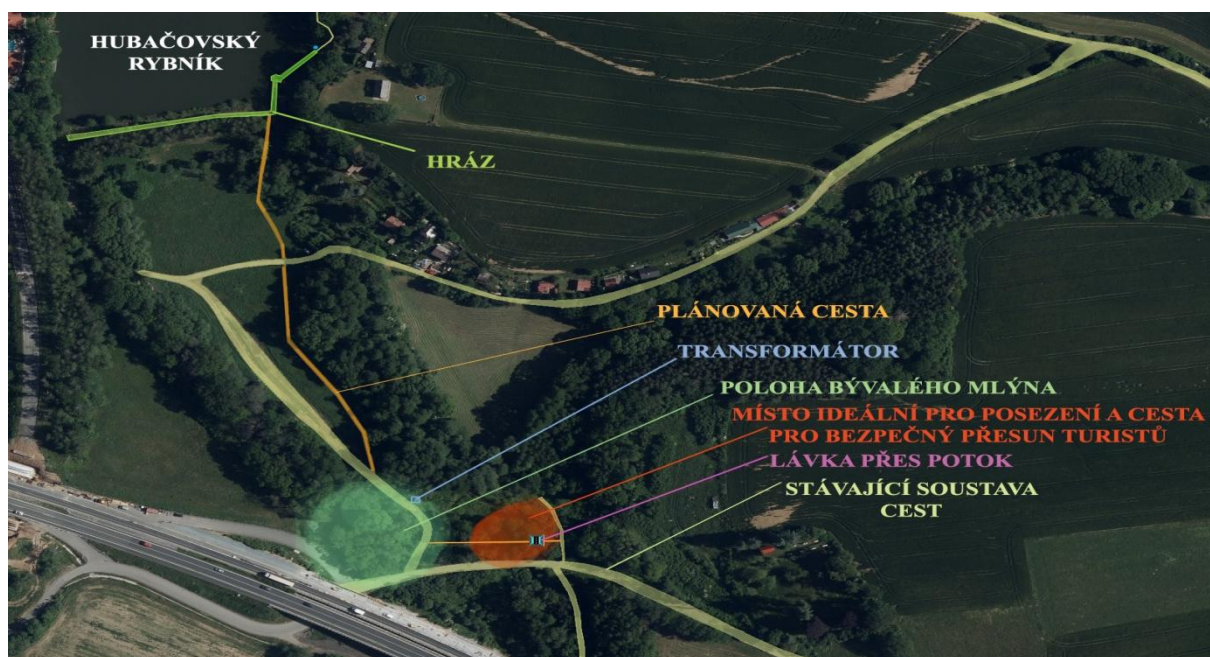 HUBAČOVSKÝ
RYBNÍK
HRÁZ
PLÁNOVANÁ CESTA
TRANSFORMÁTOR
POLOHA BÝVALÉHO MLÝNA
MÍSTO IDEÁLNÍ PRO POSEZENÍ A CESTA
PRO BEZPEČNÝ PŘESUN TURISTŮ
LÁVKA PŘES POTOK
STÁVAJÍCÍ SOUSTAVA
CEST